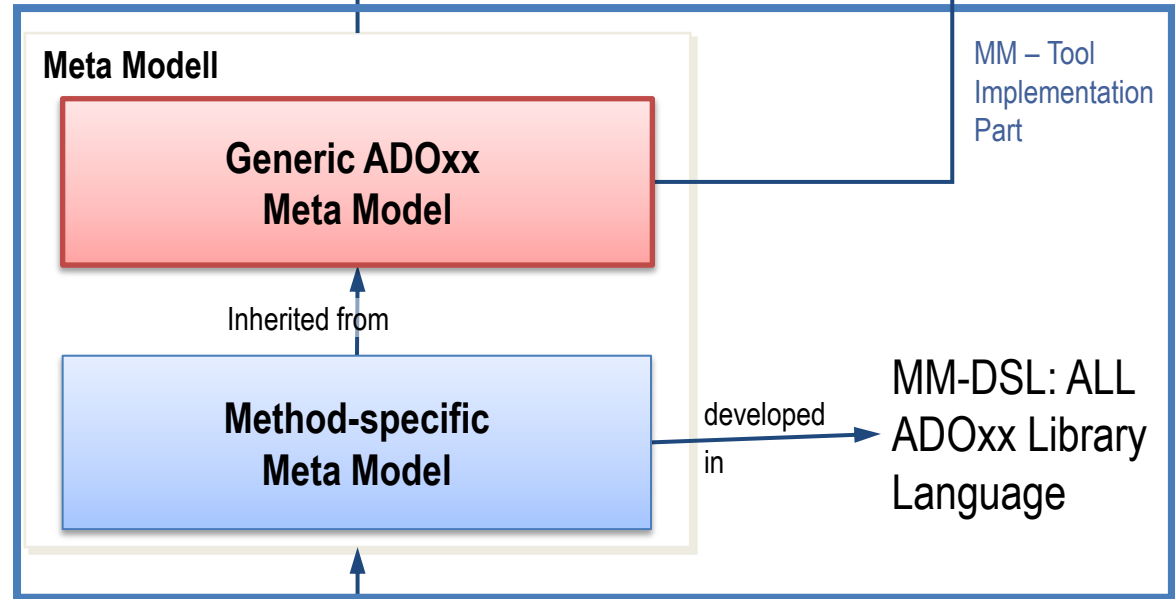 Meta Modell
MM – Tool
Implementation
Part
Generic ADOxx
Meta Model
Inherited from
Method-specific
Meta Model
developed
in
MM-DSL: ALL
ADOxx Library
Language